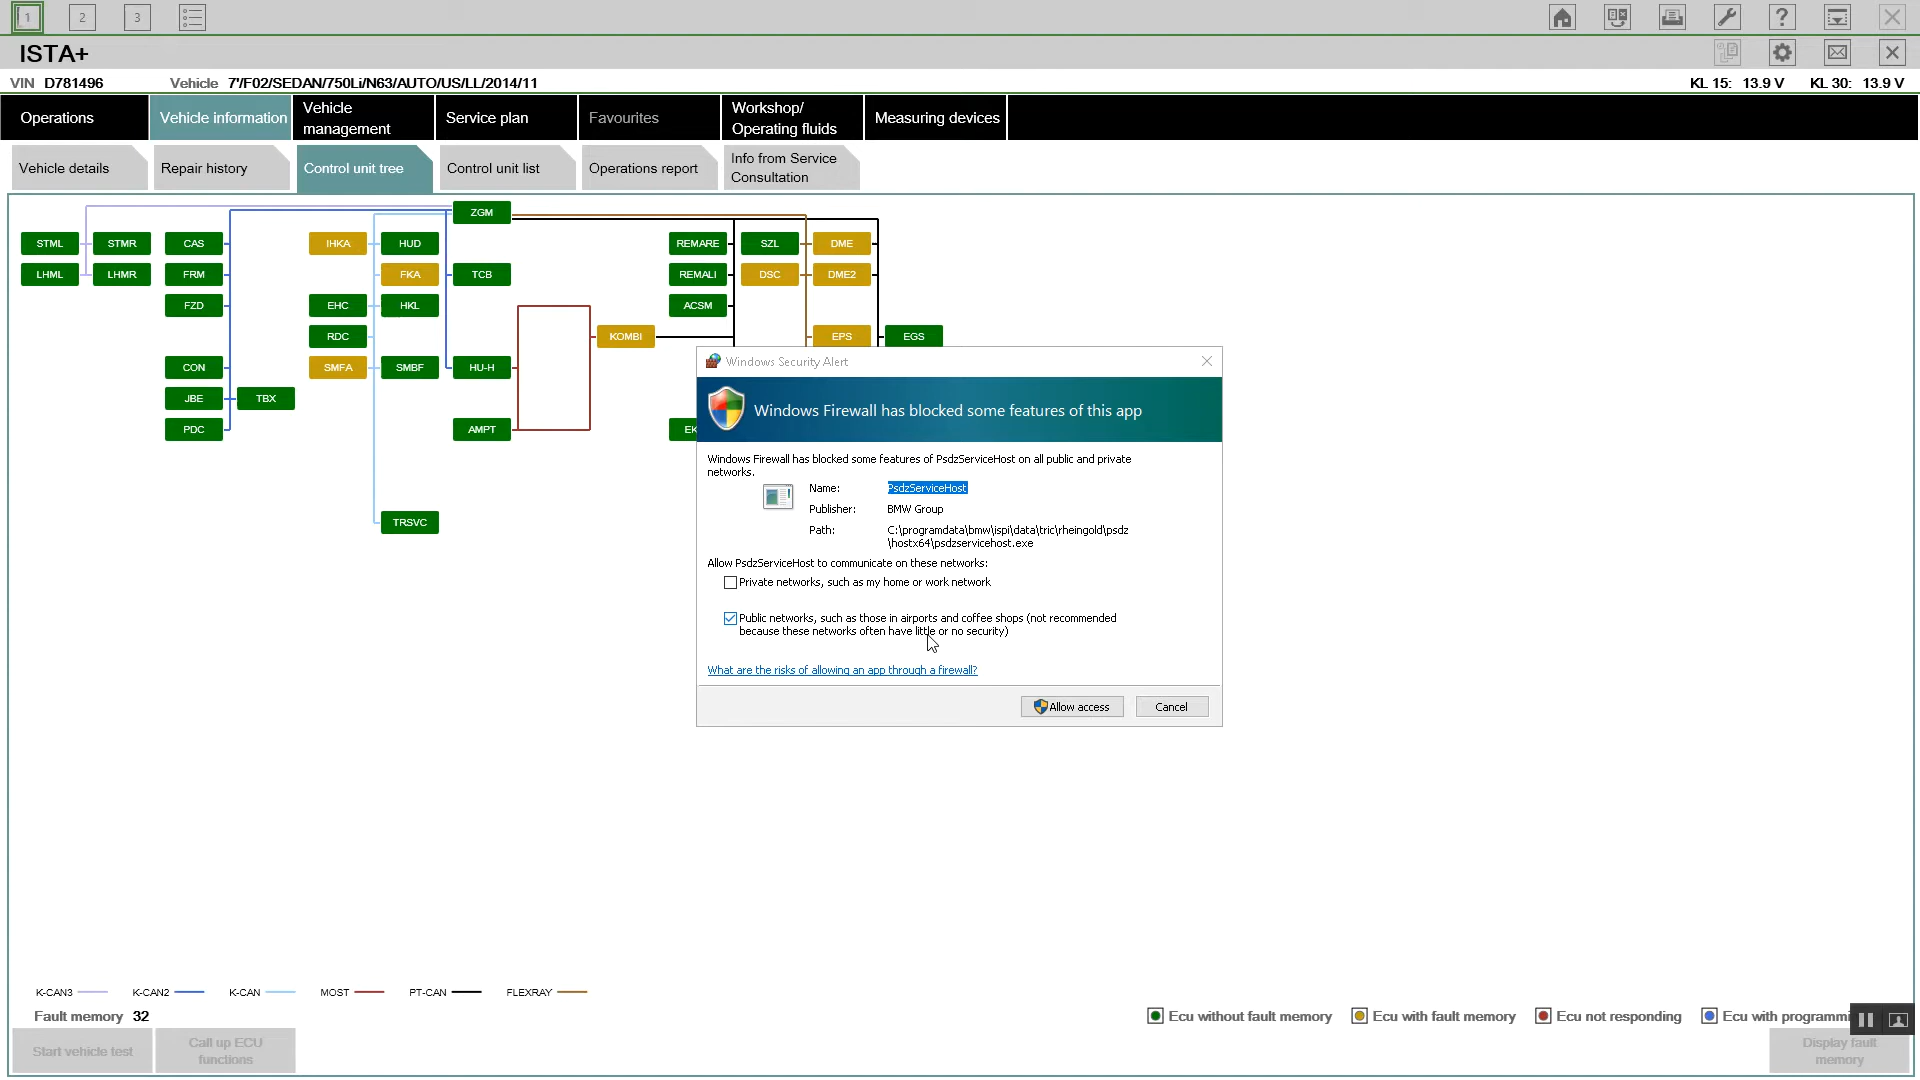 1 2 3
ISTA+
VIN D781496 Vehicle 7'/F02/SEDAN/750Li/N63/AUTO/US/LL/2014/11 KL 15: 13.9 V KL 30: 13.9 V
Operations
Vehicle information
Vehicle
management
Service plan
Favourites
Workshop/
Operating fluids
Measuring devices
Vehicle details
Repair history
Control unit tree
Control unit list
Operations report
Info from Service
Consultation
ZGM
STML STMR CAS IHKA HUD REMARE SZL DME
LHML LHMR FRM FKA TCB REMALI DSC DME2
FZD EHC HKL ACSM
RDC KOMBI EPS EGS
CON SMFA SMBF HU-H
JBE TBX
PDC AMPT EK
TRSVC
Windows Security Alert
Windows Firewall has blocked some features of this app
Windows Firewall has blocked some features of PsdzServiceHost on all public and private
networks.
Name: PsdzServiceHost
Publisher: BMW Group
Path: C:\programdata\bmw\ispi\data\tric\rheingold\psdz
\hostx64\psdzservicehost.exe
Allow PsdzServiceHost to communicate on these networks:
Private networks, such as my home or work network
Public networks, such as those in airports and coffee shops (not recommended
because these networks often have little or no security)
What are the risks of allowing an app through a firewall?
Allow access Cancel
K-CAN3 K-CAN2 K-CAN MOST PT-CAN FLEXRAY
Fault memory 32
Ecu without fault memory Ecu with fault memory Ecu not responding Ecu with programmi
Start vehicle test
Call up ECU
functions
Display fault
memory